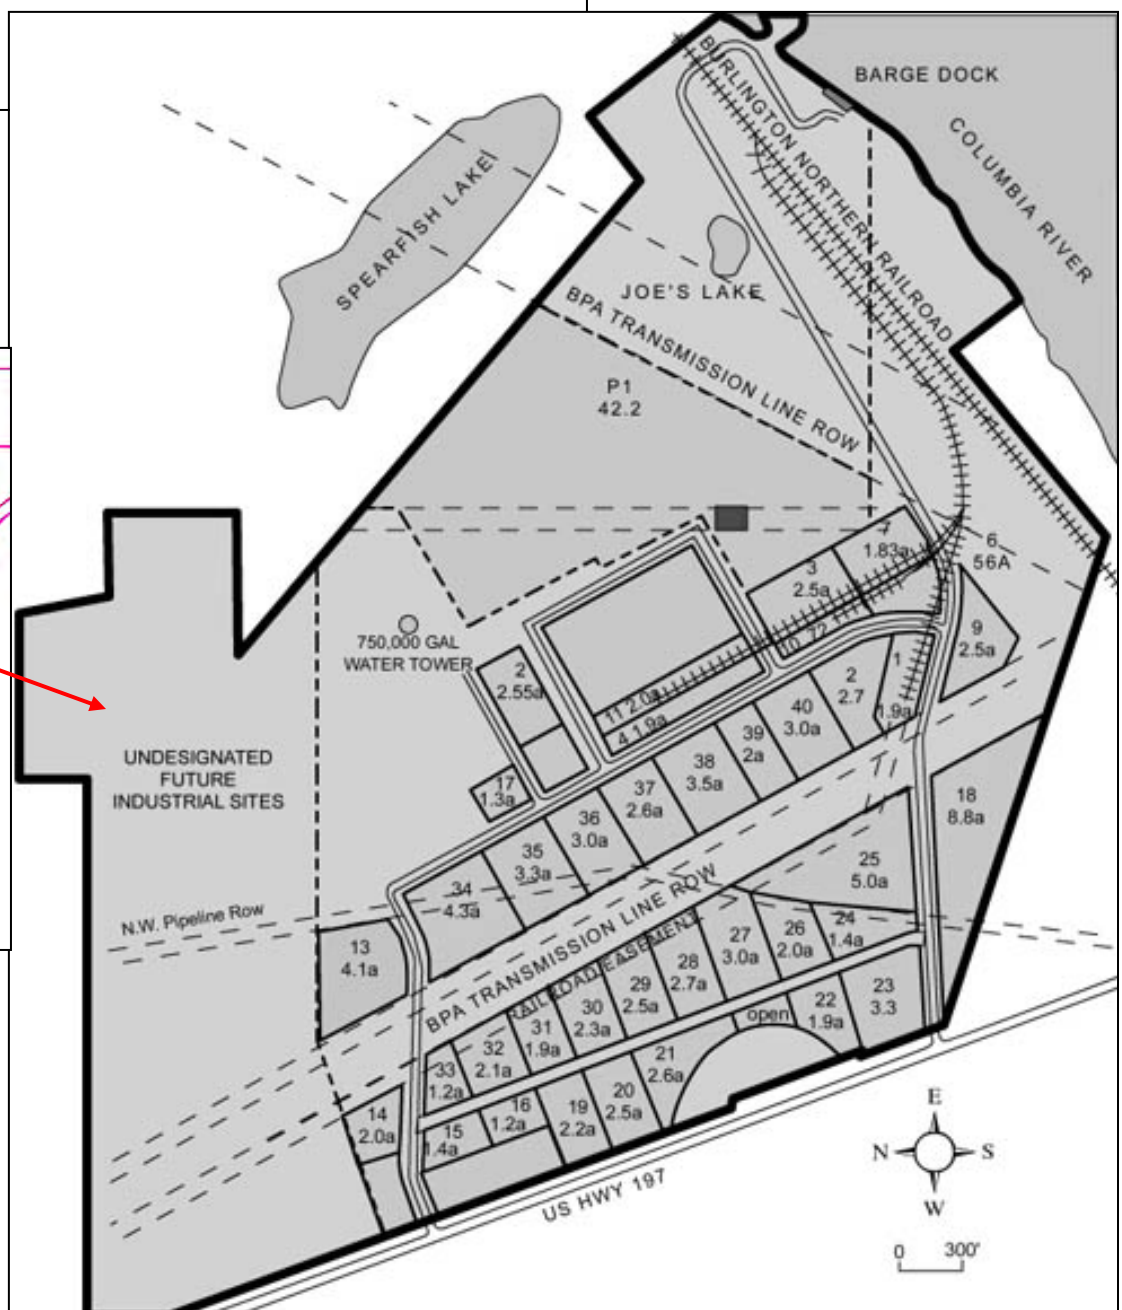 BARGE DOCK
COLUMBIA RIVER
BURLINGTON NORTHERN RAILROAD
SPEARFISH LAKE
JOE'S LAKE
BPA TRANSMISSION LINE ROW
P1
42.2
7
1.83a
6
56A
3
2.5a
10 .72
9
2.5a
750,000 GAL
WATER TOWER
2
2.55a
11 2.0a
4 1.9a
1
1.9a
2
2.7
40
3.0a
39
2a
38
3.5a
37
2.6a
36
3.0a
35
3.3a
34
4.3a
17
1.3a
UNDESIGNATED
FUTURE
INDUSTRIAL SITES
18
8.8a
25
5.0a
N.W. Pipeline Row
13
4.1a
BPA TRANSMISSION LINE ROW
RAILROAD EASEMENT
24
1.4a
26
2.0a
27
3.0a
28
2.7a
29
2.5a
30
2.3a
31
1.9a
32
2.1a
33
1.2a
23
3.3
22
1.9a
open
21
2.6a
20
2.5a
19
2.2a
16
1.2a
15
1.4a
14
2.0a
US HWY 197
E
N S
W
0 300'